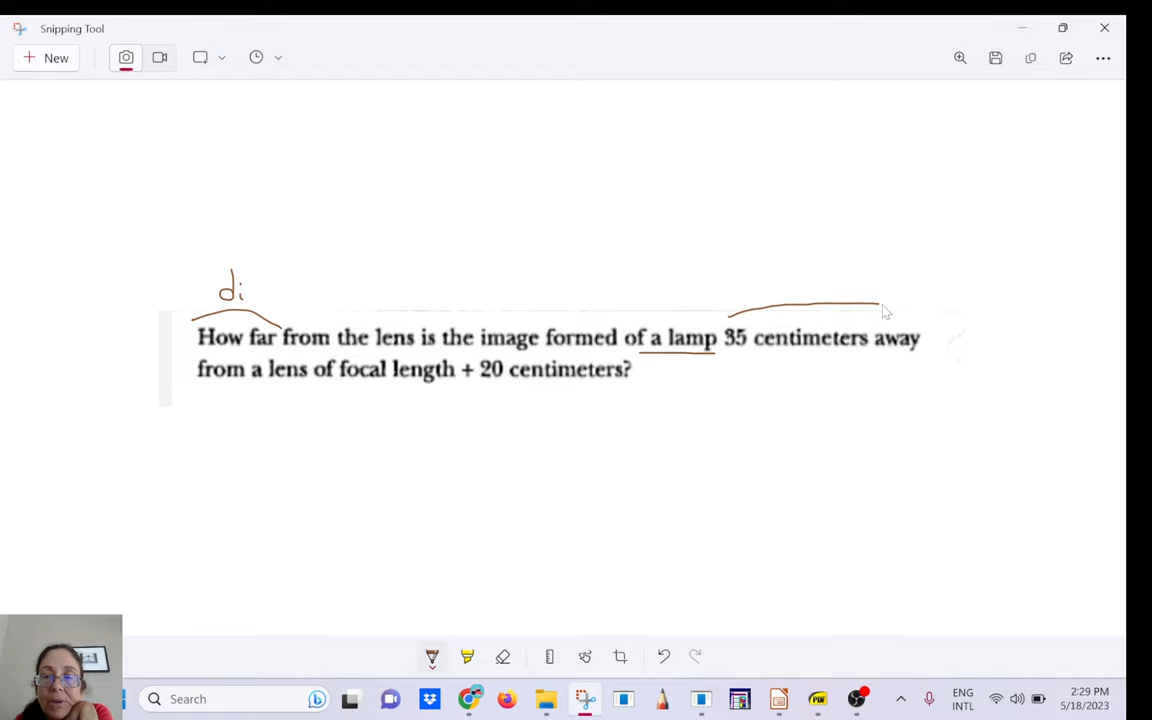 Snipping Tool
New
di
How far from the lens is the image formed of a lamp 35 centimeters away
from a lens of focal length + 20 centimeters?
Search
ENG
INTL
2:29 PM
5/18/2023